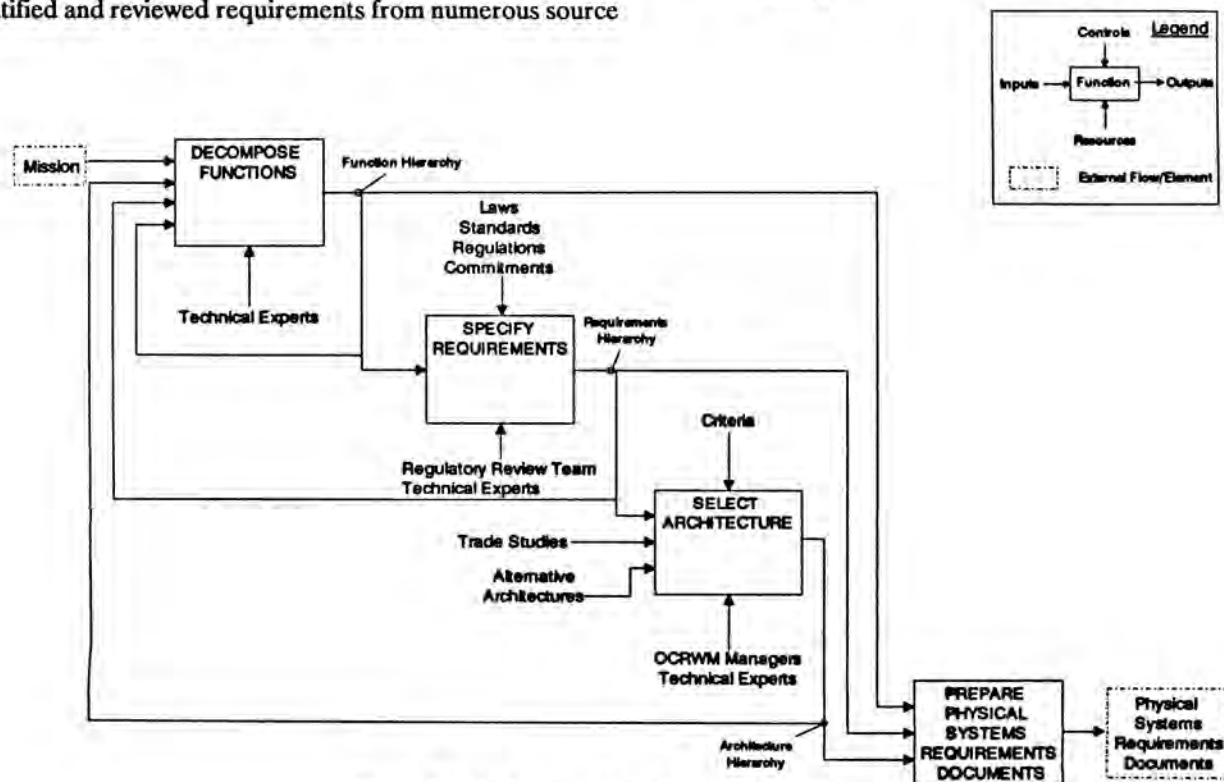 tified and reviewed requirements from numerous source
Legend
Controls
Inputs
Function
Outputs
Resources
External Flow/Element
Mission
DECOMPOSE
FUNCTIONS
Function Hierarchy
Technical Experts
Laws
Standards
Regulations
Commitments
SPECIFY
REQUIREMENTS
Requirements
Hierarchy
Regulatory Review Team
Technical Experts
Criteria
SELECT
ARCHITECTURE
Trade Studies
Alternative
Architectures
OCRWM Managers
Technical Experts
Architecture
Hierarchy
PREPARE
PHYSICAL
SYSTEMS
REQUIREMENTS
DOCUMENTS
Physical
Systems
Requirements
Documents